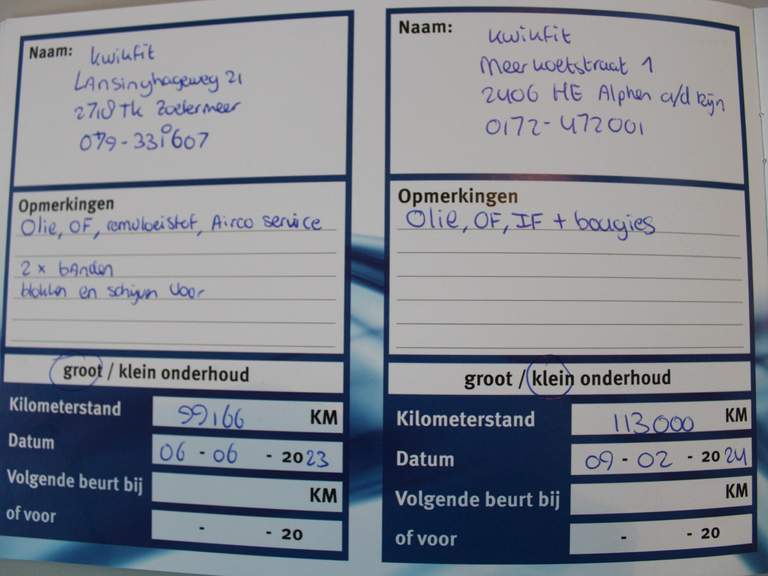 Naam: kwikfit
Lansinghageweg 21
2718 TK Zoetermeer
079-3310607
Opmerkingen
Olie, OF, remvloeistof, Airco service
2 x banden
blokken en schijven voor
groot / klein onderhoud
Kilometerstand 99166 KM
Datum 06 - 06 - 2023
Volgende beurt bij KM
of voor - - 20
Naam: kwikfit
Meerkoetstraat 1
2406 HE Alphen a/d Rijn
0172-472001
Opmerkingen
Olie, OF, IF + bougies
groot / klein onderhoud
Kilometerstand 113000 KM
Datum 09 - 02 - 2024
Volgende beurt bij KM
of voor - - 20